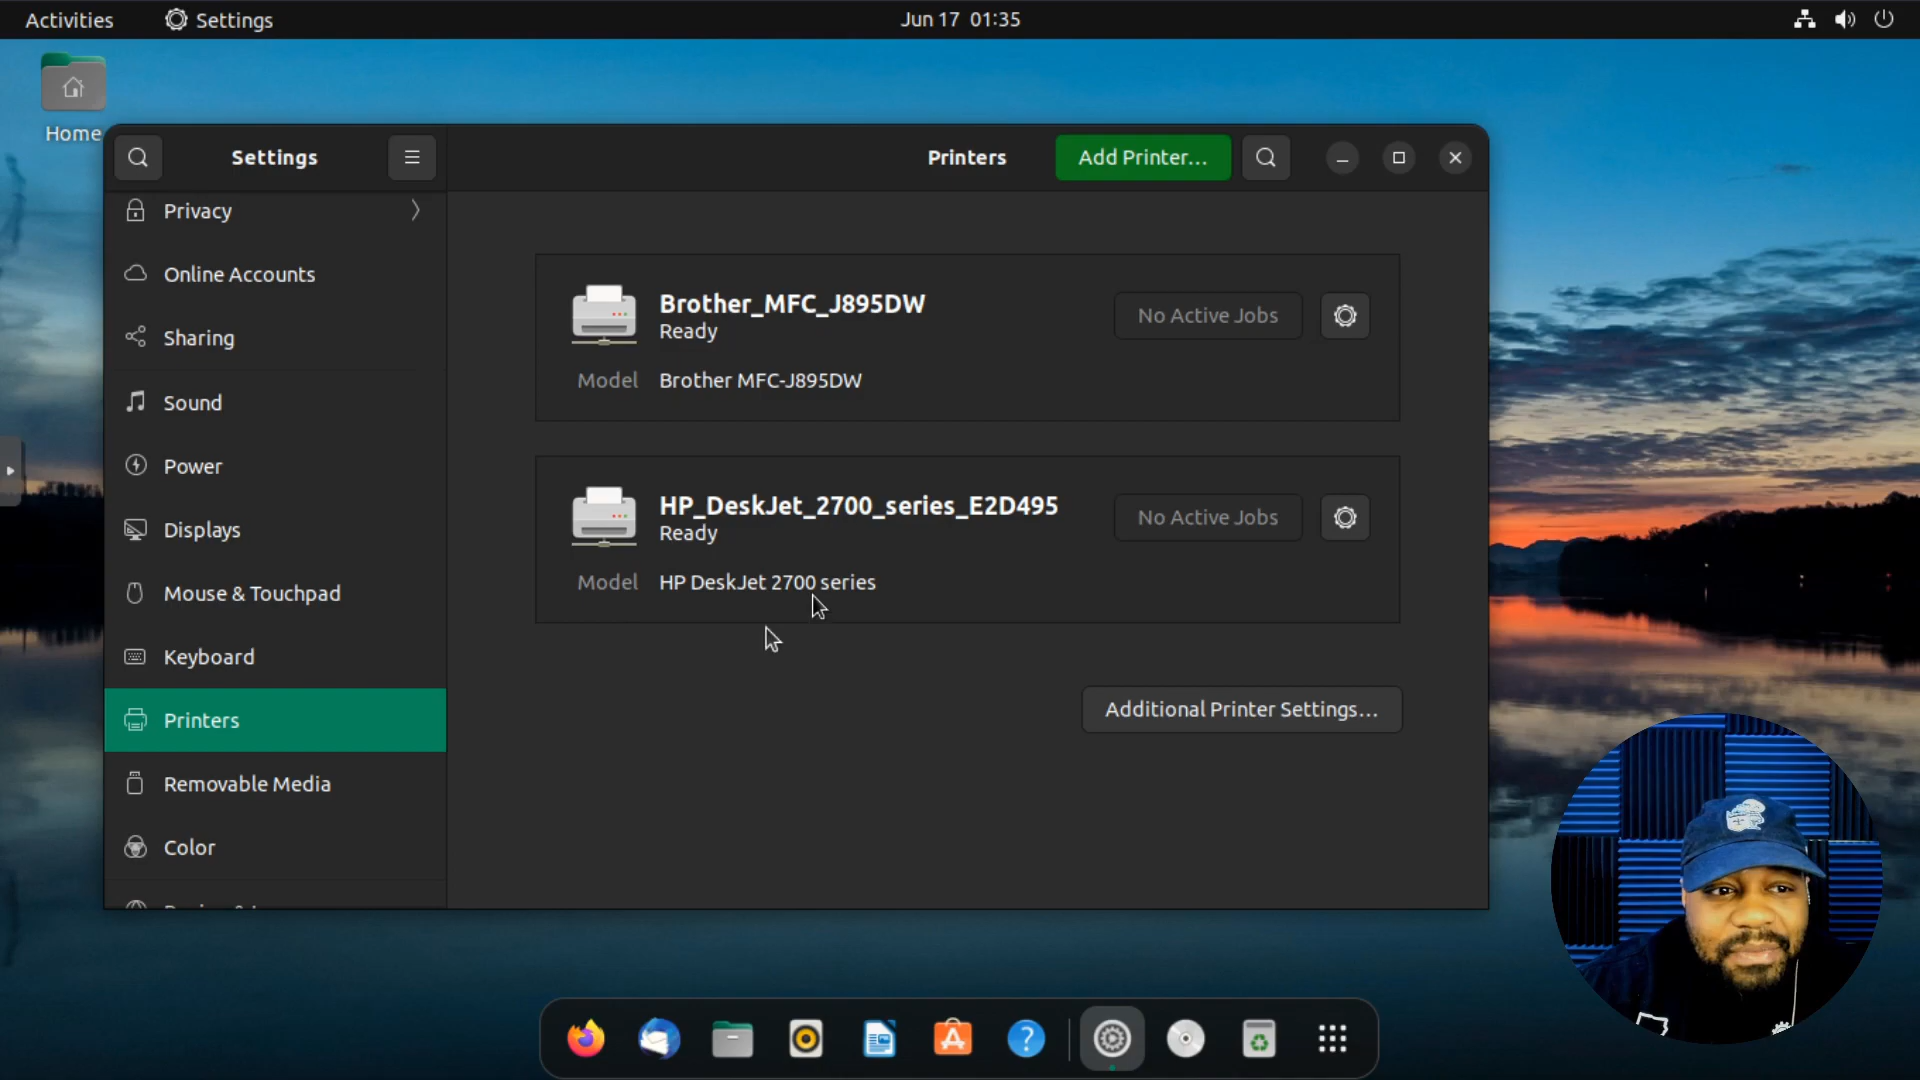 Activities
Settings
Jun 17 01:35
Home
Settings
Printers
Add Printer...
Privacy
Online Accounts
Sharing
Sound
Power
Displays
Mouse & Touchpad
Keyboard
Printers
Removable Media
Color
Brother_MFC_J895DW
Ready
No Active Jobs
Model Brother MFC-J895DW
HP_DeskJet_2700_series_E2D495
Ready
No Active Jobs
Model HP DeskJet 2700 series
Additional Printer Settings...